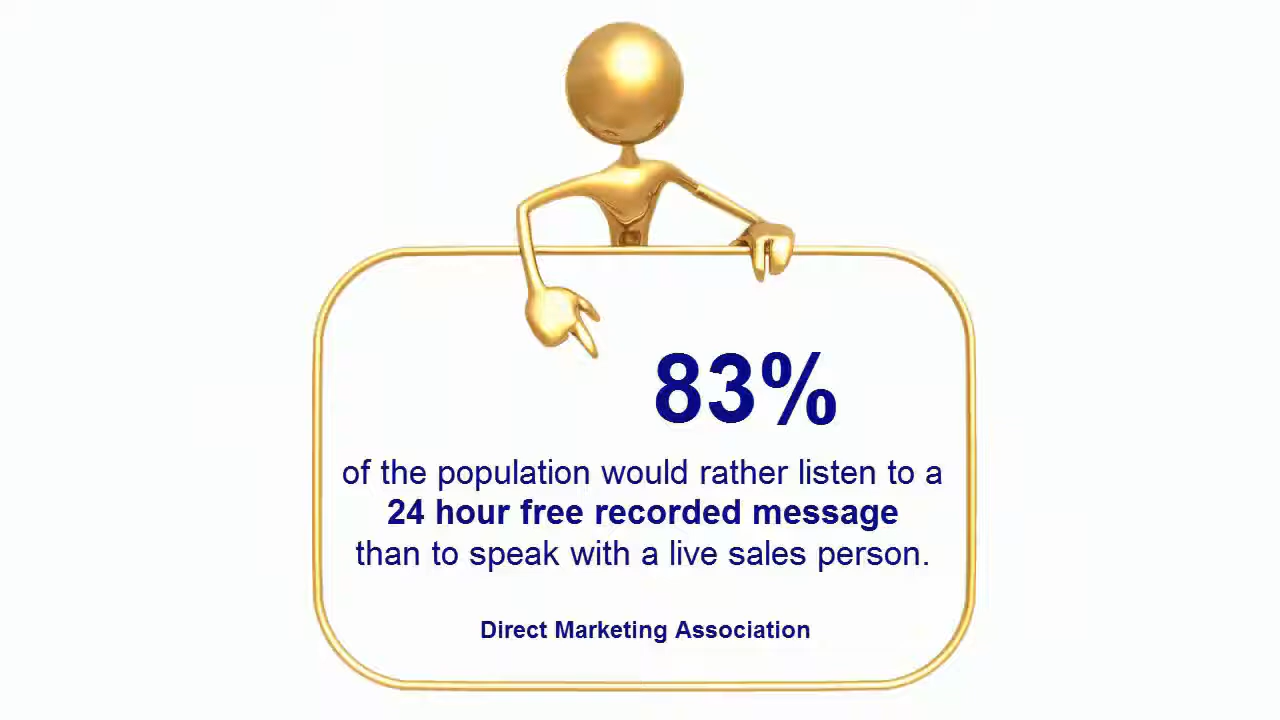 83%
of the population would rather listen to a
24 hour free recorded message
than to speak with a live sales person.
Direct Marketing Association